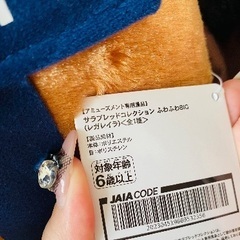 【アミューズメント専用景品】
サラブレッドコレクション ふわふわBIG
(レガレイラ)<全1種>
【製品素材】
本体:ポリエステル
目:ポリスチレン
対象年齢
6歳以上
JAIA CODE